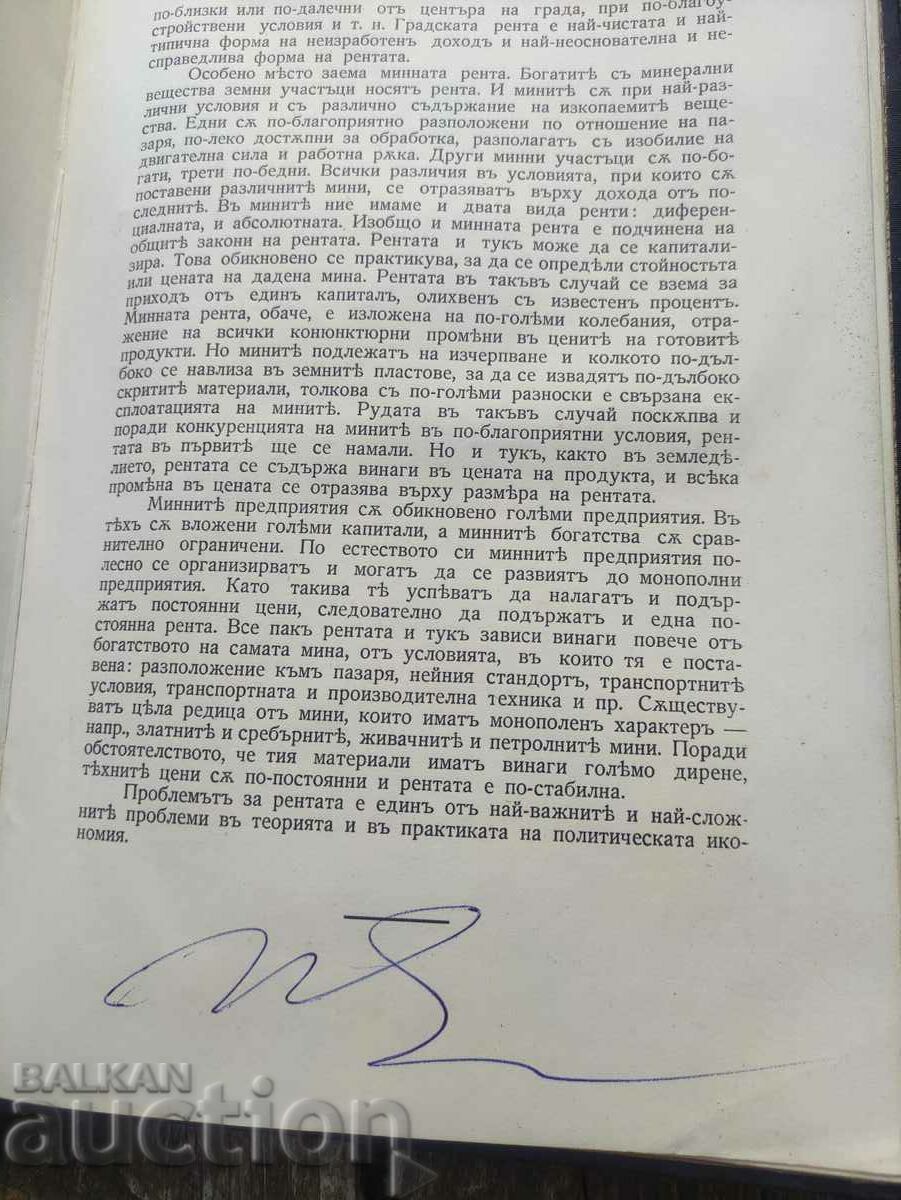 по-близки или по-далечни отъ центъра на града, при по-благоу-
стройствени условия и т. н. Градската рента е най-чистата и най-
типична форма на неизработенъ доходъ и най-неоснователна и не-
справедлива форма на рентата.
Особено мѣсто заема минната рента. Богатитѣ съ минерални
вещества земни участъци носятъ рента. И минитѣ сѫ при най-раз-
лични условия и съ различно съдържание на изкопаемитѣ веще-
ства. Едни сѫ по-благоприятно разположени по отношение на па-
заря, по-леко достѫпни за обработка, разполагатъ съ изобилие на
двигателна сила и работна рѫка. Други минни участъци сѫ по-бо-
гати, трети по-бедни. Всички различия въ условията, при които сѫ
поставени различнитѣ мини, се отразяватъ върху дохода отъ по-
следнитѣ. Въ минитѣ ние имаме и двата вида ренти: диферен-
циалната, и абсолютната. Изобщо и минната рента е подчинена на
общитѣ закони на рентата. Рентата и тукъ може да се капитали-
зира. Това обикновено се практикува, за да се опредѣли стойностьта
или цената на дадена мина. Рентата въ такъвъ случай се взема за
приходъ отъ единъ капиталъ, олихвенъ съ известенъ процентъ.
Минната рента, обаче, е изложена на по-голѣми колебания, отра-
жение на всички конюнктурни промѣни въ ценитѣ на готовитѣ
продукти. Но минитѣ подлежатъ на изчерпване и колкото по-дъл-
боко се навлиза въ земнитѣ пластове, за да се извадятъ по-дълбоко
скрититѣ материали, толкова съ по-голѣми разноски е свързана ек-
сплоатацията на минитѣ. Рудата въ такъвъ случай поскѫпва и
поради конкуренцията на минитѣ въ по-благоприятни условия, рен-
тата въ първитѣ ще се намали. Но и тукъ, както въ земледѣ-
лието, рентата се съдържа винаги въ цената на продукта, и всѣка
промѣна въ цената се отразява върху размѣра на рентата.
Миннитѣ предприятия сѫ обикновено голѣми предприятия. Въ
тѣхъ сѫ вложени голѣми капитали, а миннитѣ богатства сѫ срав-
нително ограничени. По естеството си миннитѣ предприятия по-
лесно се организирватъ и могатъ да се развиятъ до монополни
предприятия. Като такива тѣ успѣватъ да налагатъ и подър-
жатъ постоянни цени, следователно да подържатъ и една по-
стоянна рента. Все пакъ рентата и тукъ зависи винаги повече отъ
богатството на самата мина, отъ условията, въ които тя е поста-
вена: разположение къмъ пазаря, нейния стандортъ, транспортнитѣ
условия, транспортната и производителна техника и пр. Сѫществу-
ватъ цѣла редица отъ мини, които иматъ монополенъ характеръ —
напр., златнитѣ и сребърнитѣ, живачнитѣ и петролнитѣ мини. Поради
обстоятелството, че тия материали иматъ винаги голѣмо дирене,
тѣхнитѣ цени сѫ по-постоянни и рентата е по-стабилна.
Проблемътъ за рентата е единъ отъ най-важнитѣ и най-слож-
нитѣ проблеми въ теорията и въ практиката на политическата ико-
номия.
BALKAN
auction